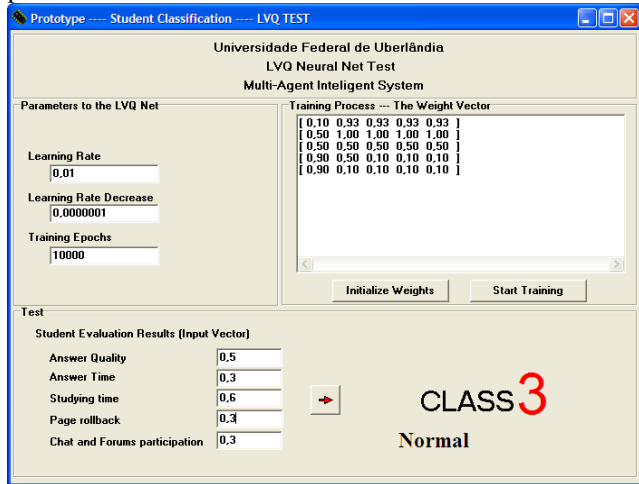 Prototype ---- Student Classification ---- LVQ TEST
Universidade Federal de Uberlândia
LVQ Neural Net Test
Multi-Agent Inteligent System
Parameters to the LVQ Net
Learning Rate
0,01
Learning Rate Decrease
0,0000001
Training Epochs
10000
Training Process --- The Weight Vector
[ 0,10 0,93 0,93 0,93 0,93 ]
[ 0,50 1,00 1,00 1,00 1,00 ]
[ 0,50 0,50 0,50 0,50 0,50 ]
[ 0,90 0,50 0,10 0,10 0,10 ]
[ 0,90 0,10 0,10 0,10 0,10 ]
Initialize Weights Start Training
Test
Student Evaluation Results (Input Vector)
Answer Quality 0,5
Answer Time 0,3
Studying time 0,6
Page rollback 0,3
Chat and Forums participation 0,3
CLASS 3
Normal